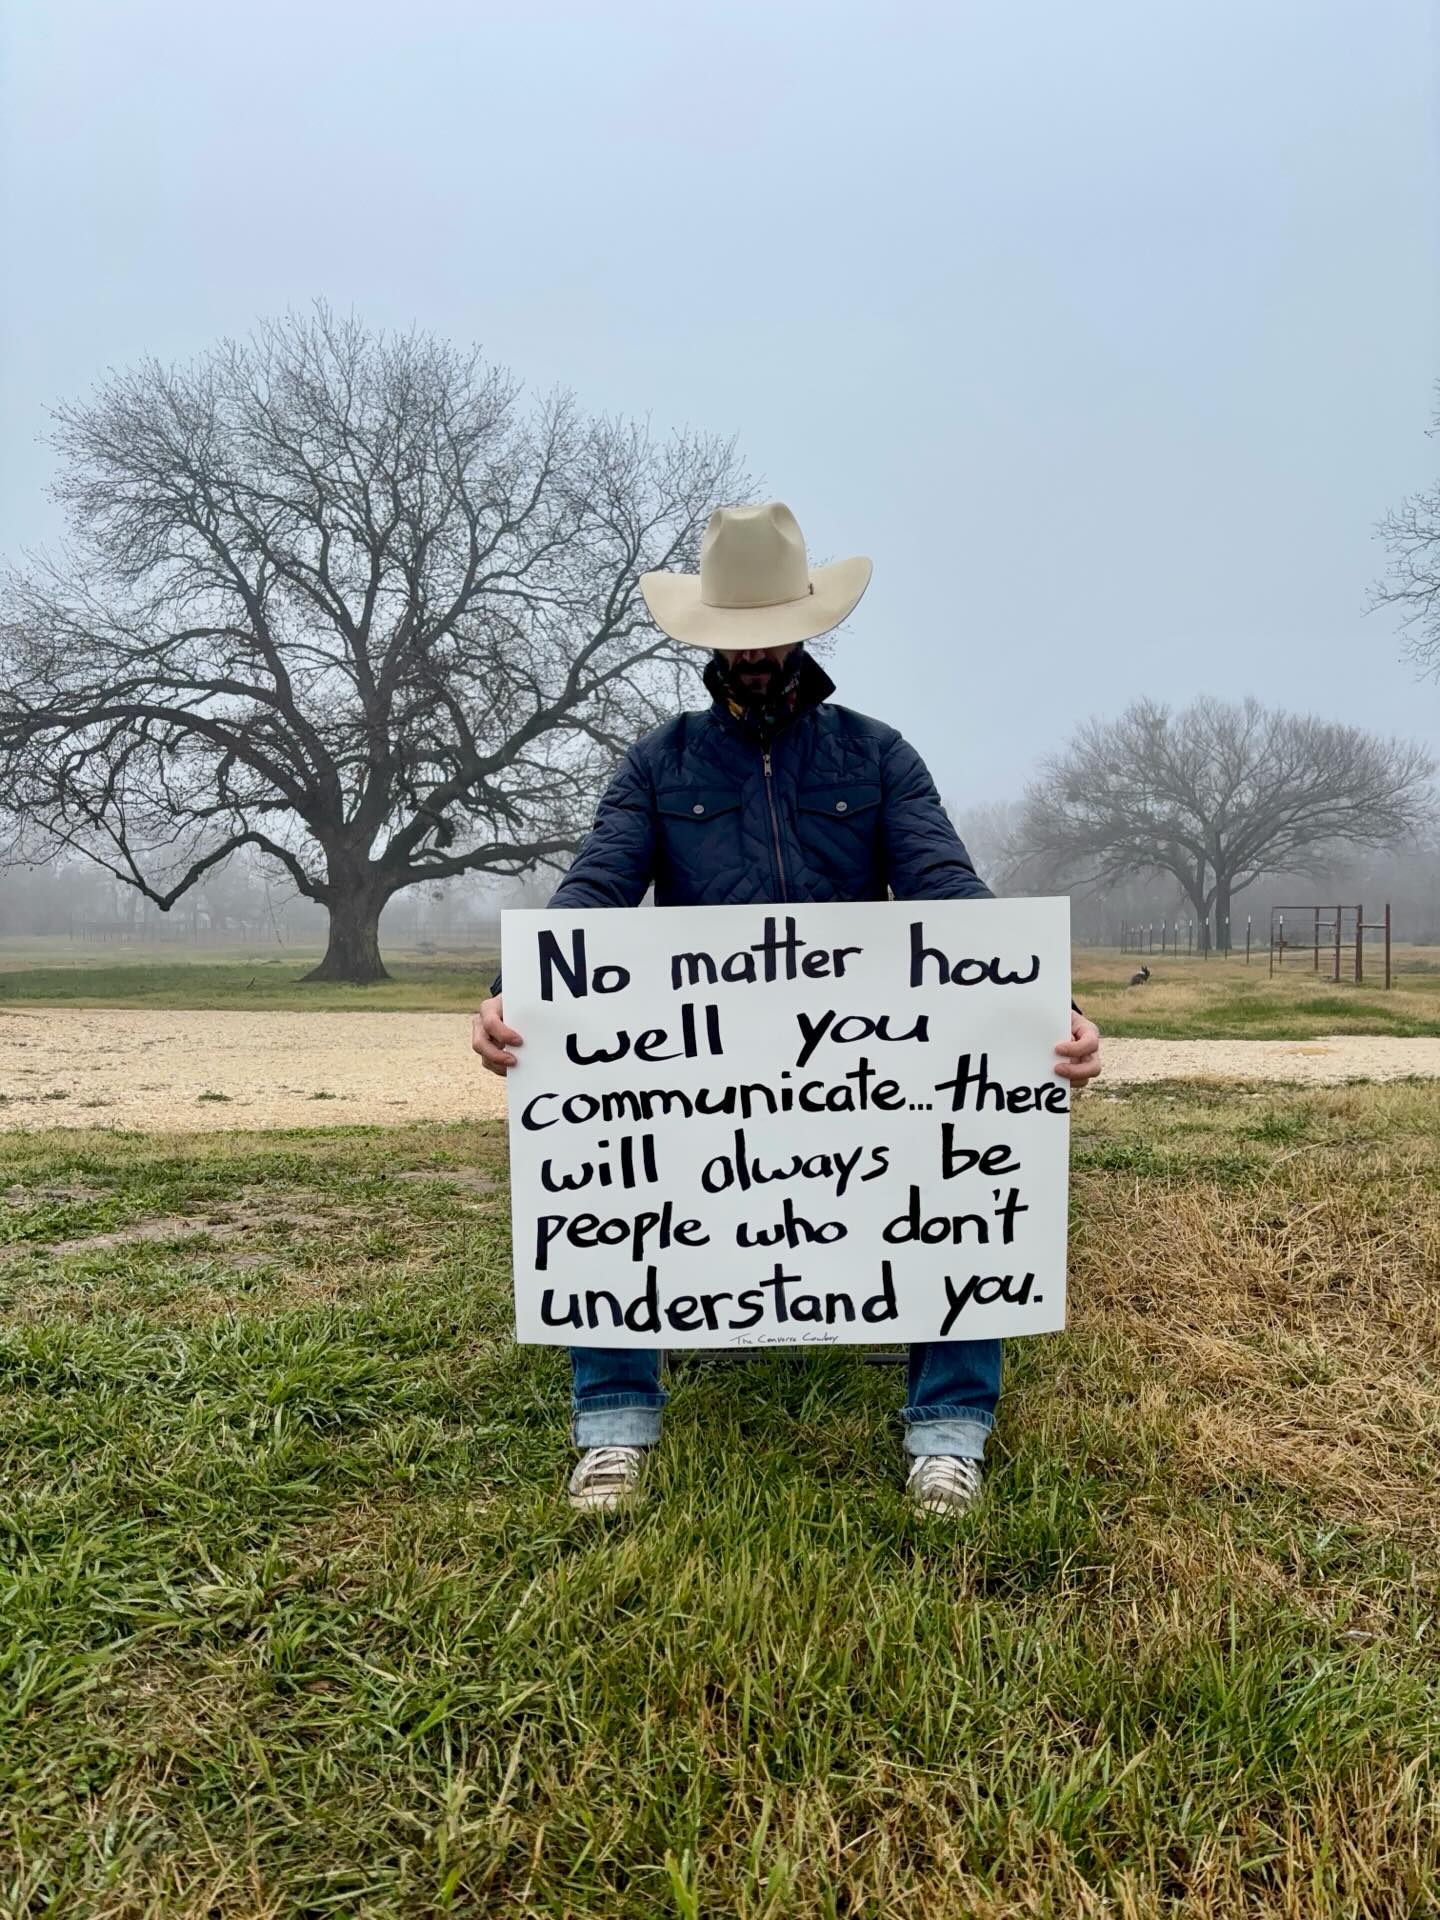 No matter how
well you
communicate... there
will always be
people who don't
understand you.
The Converse Cowboy